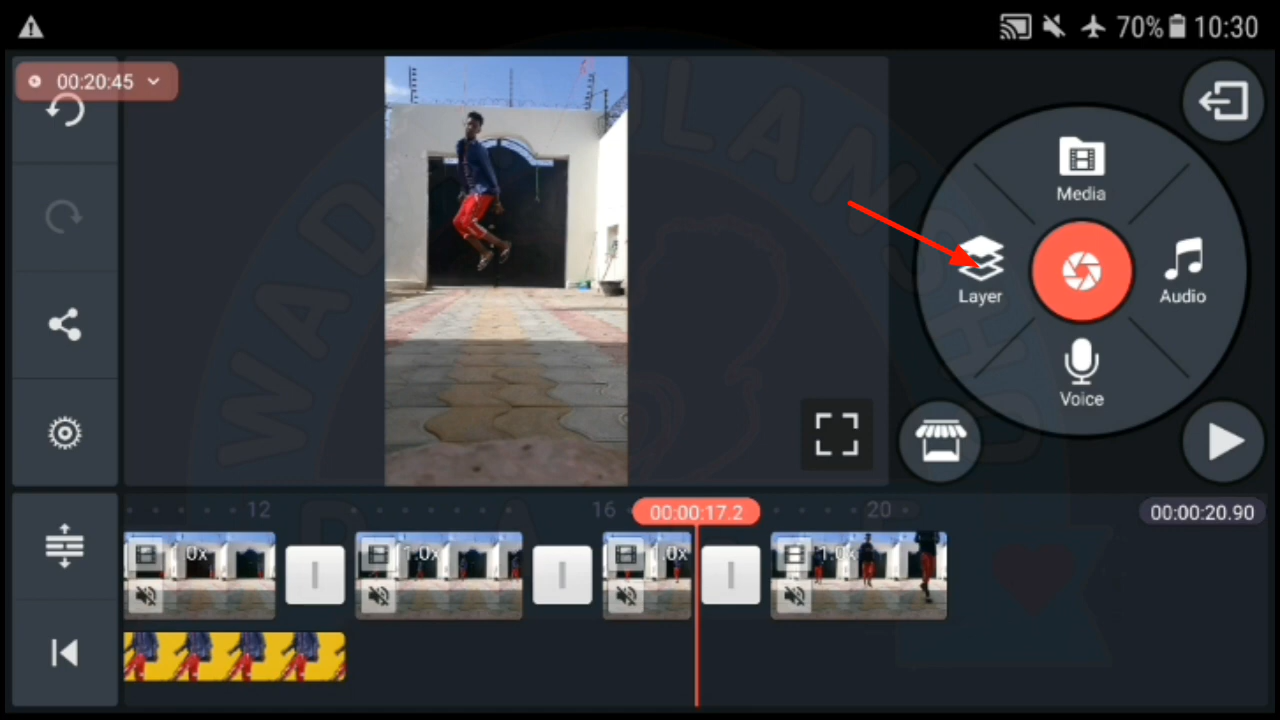 70% 10:30
00:20:45
Media
Layer
Audio
Voice
12
16
00:00:17.2
20
00:00:20.90
1.0x
1.0x
1.0x